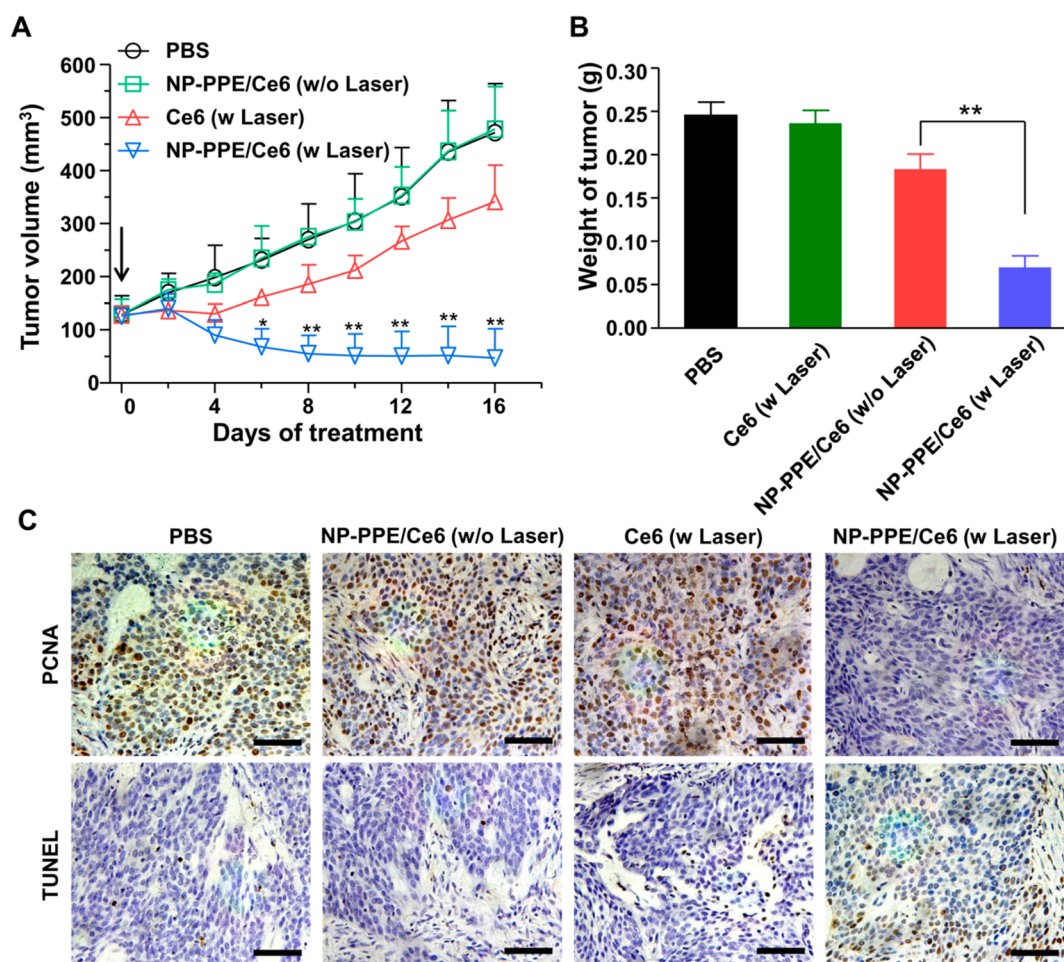 A
PBS
NP-PPE/Ce6 (w/o Laser)
Ce6 (w Laser)
NP-PPE/Ce6 (w Laser)
Tumor volume (mm³)
600
500
400
300
200
100
0
* ** ** ** ** **
0 4 8 12 16
Days of treatment
B
Weight of tumor (g)
0.30
0.25
0.20
0.15
0.10
0.05
0.00
**
PBS
Ce6 (w Laser)
NP-PPE/Ce6 (w/o Laser)
NP-PPE/Ce6 (w Laser)
C
PBS NP-PPE/Ce6 (w/o Laser) Ce6 (w Laser) NP-PPE/Ce6 (w Laser)
PCNA
TUNEL